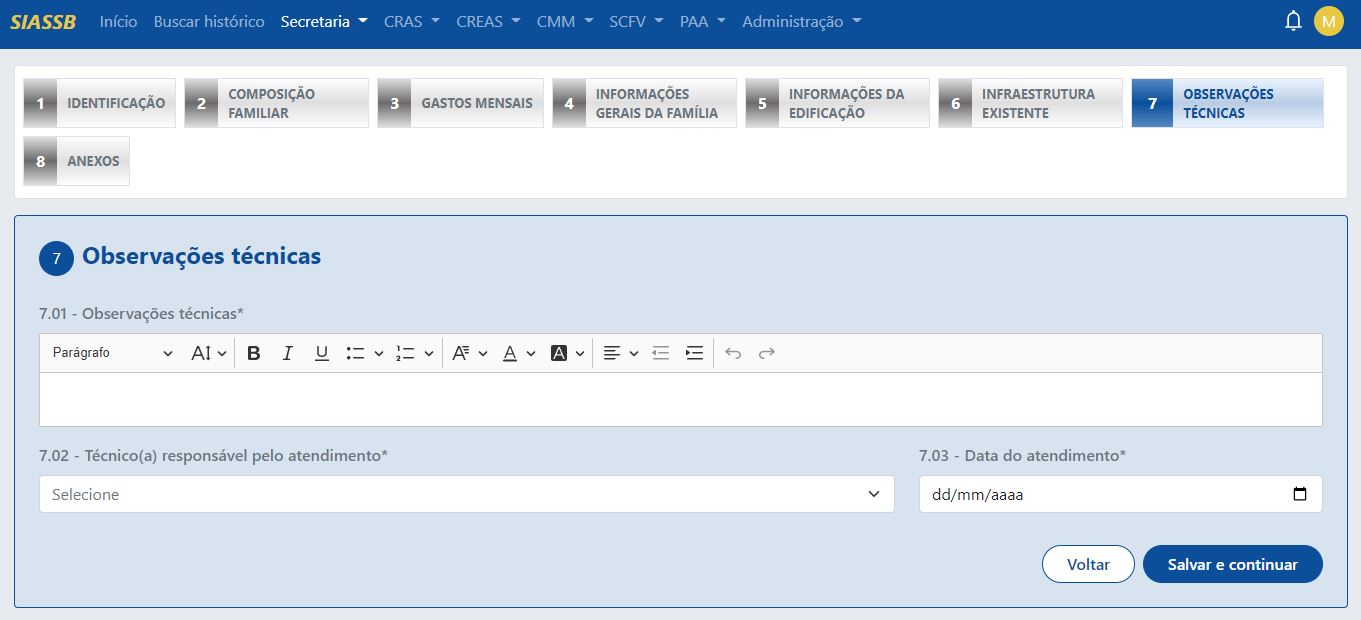 SIASSB Início Buscar histórico Secretaria CRAS CREAS CMM SCFV PAA Administração M
1 IDENTIFICAÇÃO
2 COMPOSIÇÃO
FAMILIAR
3 GASTOS MENSAIS
4 INFORMAÇÕES
GERAIS DA FAMÍLIA
5 INFORMAÇÕES DA
EDIFICAÇÃO
6 INFRAESTRUTURA
EXISTENTE
7 OBSERVAÇÕES
TÉCNICAS
8 ANEXOS
7 Observações técnicas
7.01 - Observações técnicas*
Parágrafo
7.02 - Técnico(a) responsável pelo atendimento*
Selecione
7.03 - Data do atendimento*
dd/mm/aaaa
Voltar Salvar e continuar